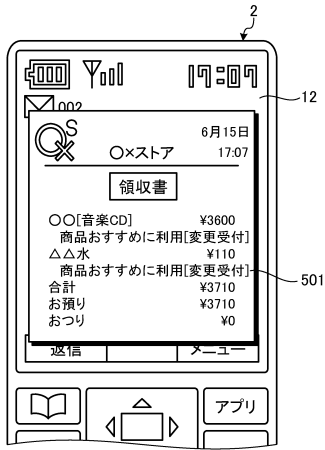 2
17:07
12
002
S
6月15日
○×ストア 17:07
領収書
○○[音楽CD] ¥3600
商品おすすめに利用[変更受付]
△△水 ¥110
商品おすすめに利用[変更受付]
501
合計 ¥3710
お預り ¥3710
おつり ¥0
返信 メニュー
アプリ